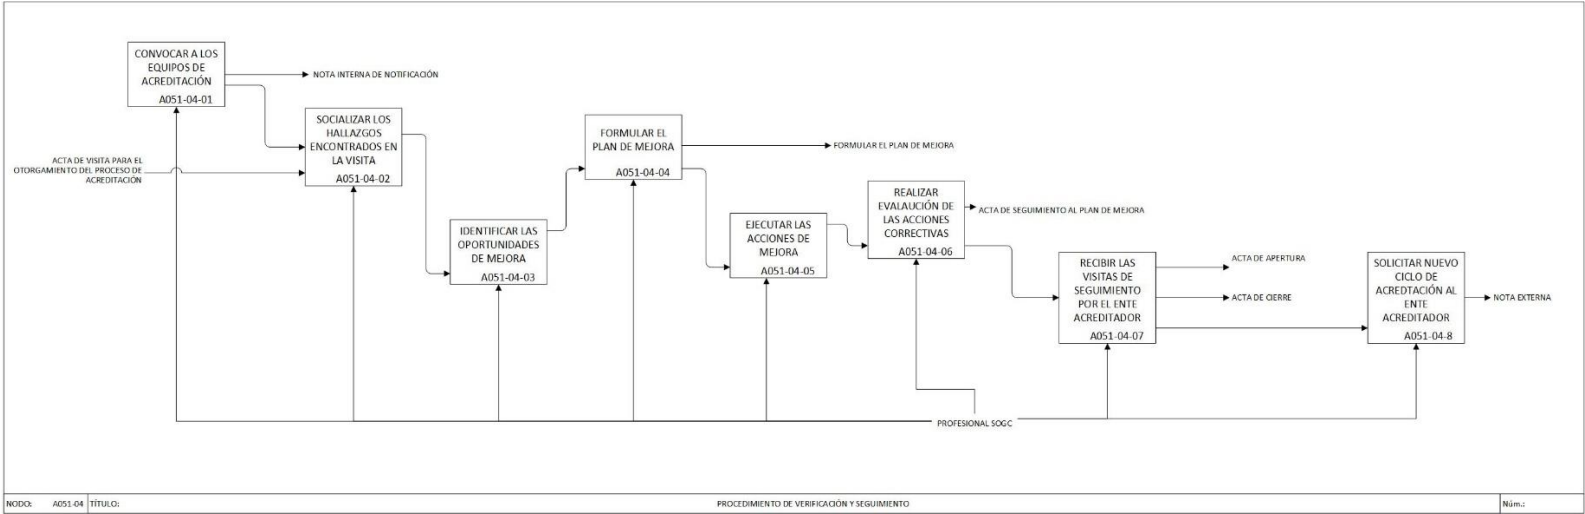 CONVOCAR A LOS
EQUIPOS DE
ACREDITACIÓN
A051-04-01
NOTA INTERNA DE NOTIFICACIÓN
SOCIALIZAR LOS
HALLAZGOS
ENCONTRADOS EN
LA VISITA
A051-04-02
ACTA DE VISITA PARA EL
OTORGAMIENTO DEL PROCESO DE
ACREDITACIÓN
IDENTIFICAR LAS
OPORTUNIDADES
DE MEJORA
A051-04-03
FORMULAR EL
PLAN DE MEJORA
A051-04-04
FORMULAR EL PLAN DE MEJORA
EJECUTAR LAS
ACCIONES DE
MEJORA
A051-04-05
REALIZAR
EVALAUCIÓN DE
LAS ACCIONES
CORRECTIVAS
A051-04-06
ACTA DE SEGUIMIENTO AL PLAN DE MEJORA
RECIBIR LAS
VISITAS DE
SEGUIMIENTO
POR EL ENTE
ACREDITADOR
A051-04-07
ACTA DE APERTURA
ACTA DE CIERRE
SOLICITAR NUEVO
CICLO DE
ACREDTACIÓN AL
ENTE
ACREDITADOR
A051-04-8
NOTA EXTERNA
PROFESIONAL SOGC
NODO: A051-04 TÍTULO: PROCEDIMIENTO DE VERIFICACIÓN Y SEGUIMIENTO Núm.: